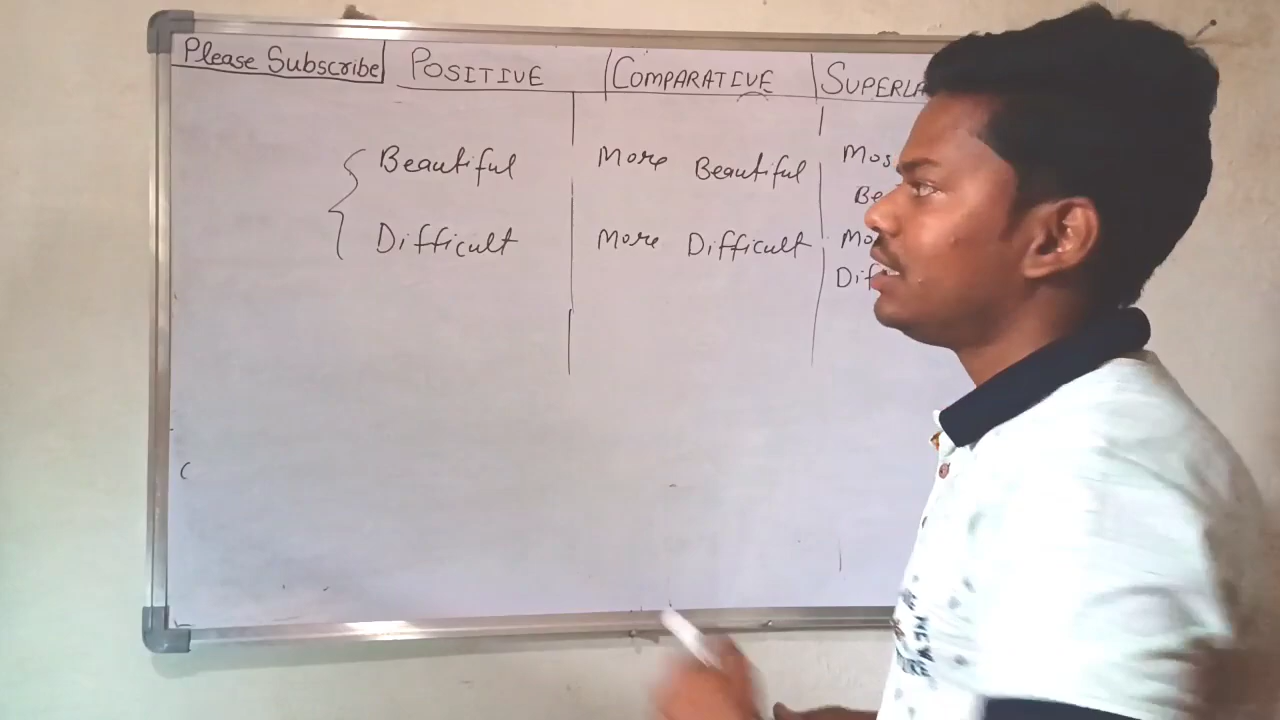 Please Subscribe POSITIVE COMPARATIVE SUPERLA
Beautiful More Beautiful Mos
Be
Difficult More Difficult Mo
Dif